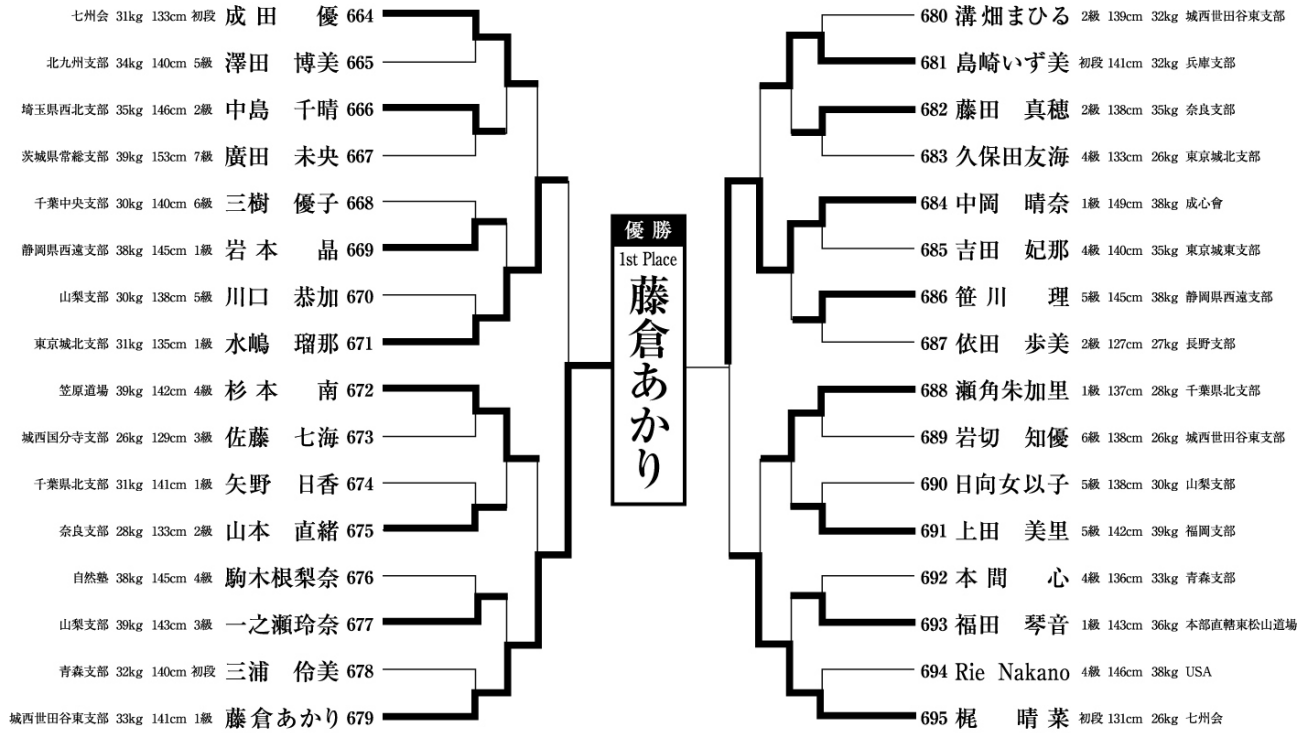 七州会 31kg 133cm 初段 成田 優 664
北九州支部 34kg 140cm 5級 澤田 博美 665
埼玉県西北支部 35kg 146cm 2級 中島 千晴 666
茨城県常総支部 39kg 153cm 7級 廣田 未央 667
千葉中央支部 30kg 140cm 6級 三樹 優子 668
静岡県西遠支部 38kg 145cm 1級 岩本 晶 669
山梨支部 30kg 138cm 5級 川口 恭加 670
東京城北支部 31kg 135cm 1級 水嶋 瑠那 671
笠原道場 39kg 142cm 4級 杉本 南 672
城西国分寺支部 26kg 129cm 3級 佐藤 七海 673
千葉県北支部 31kg 141cm 1級 矢野 日香 674
奈良支部 28kg 133cm 2級 山本 直緒 675
自然塾 38kg 145cm 4級 駒木根梨奈 676
山梨支部 39kg 143cm 3級 一之瀬玲奈 677
青森支部 32kg 140cm 初段 三浦 伶美 678
城西世田谷東支部 33kg 141cm 1級 藤倉あかり 679
優勝
1st Place
藤倉あかり
680 溝畑まひる 2級 139cm 32kg 城西世田谷東支部
681 島崎いず美 初段 141cm 32kg 兵庫支部
682 藤田 真穂 2級 138cm 35kg 奈良支部
683 久保田友海 4級 133cm 26kg 東京城北支部
684 中岡 晴奈 1級 149cm 38kg 成心會
685 吉田 妃那 4級 140cm 35kg 東京城東支部
686 笹川 理 5級 145cm 38kg 静岡県西遠支部
687 依田 歩美 2級 127cm 27kg 長野支部
688 瀬角朱加里 1級 137cm 28kg 千葉県北支部
689 岩切 知優 6級 138cm 26kg 城西世田谷東支部
690 日向女以子 5級 138cm 30kg 山梨支部
691 上田 美里 5級 142cm 39kg 福岡支部
692 本間 心 4級 136cm 33kg 青森支部
693 福田 琴音 1級 143cm 36kg 本部直轄東松山道場
694 Rie Nakano 4級 146cm 38kg USA
695 梶 晴菜 初段 131cm 26kg 七州会